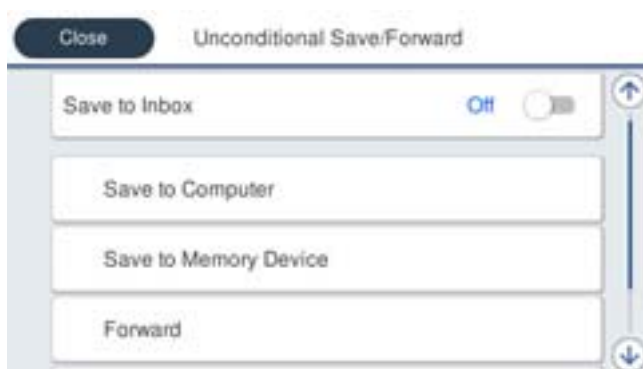 Close Unconditional Save/Forward
Save to Inbox Off
Save to Computer
Save to Memory Device
Forward